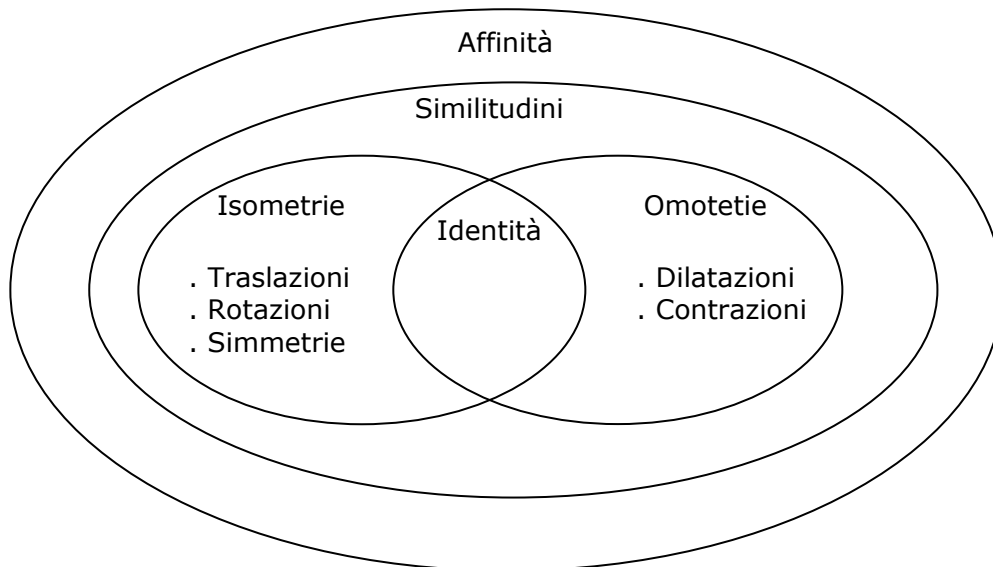 Affinità
Similitudini
Isometrie
Omotetie
Identità
. Traslazioni
. Rotazioni
. Simmetrie
. Dilatazioni
. Contrazioni